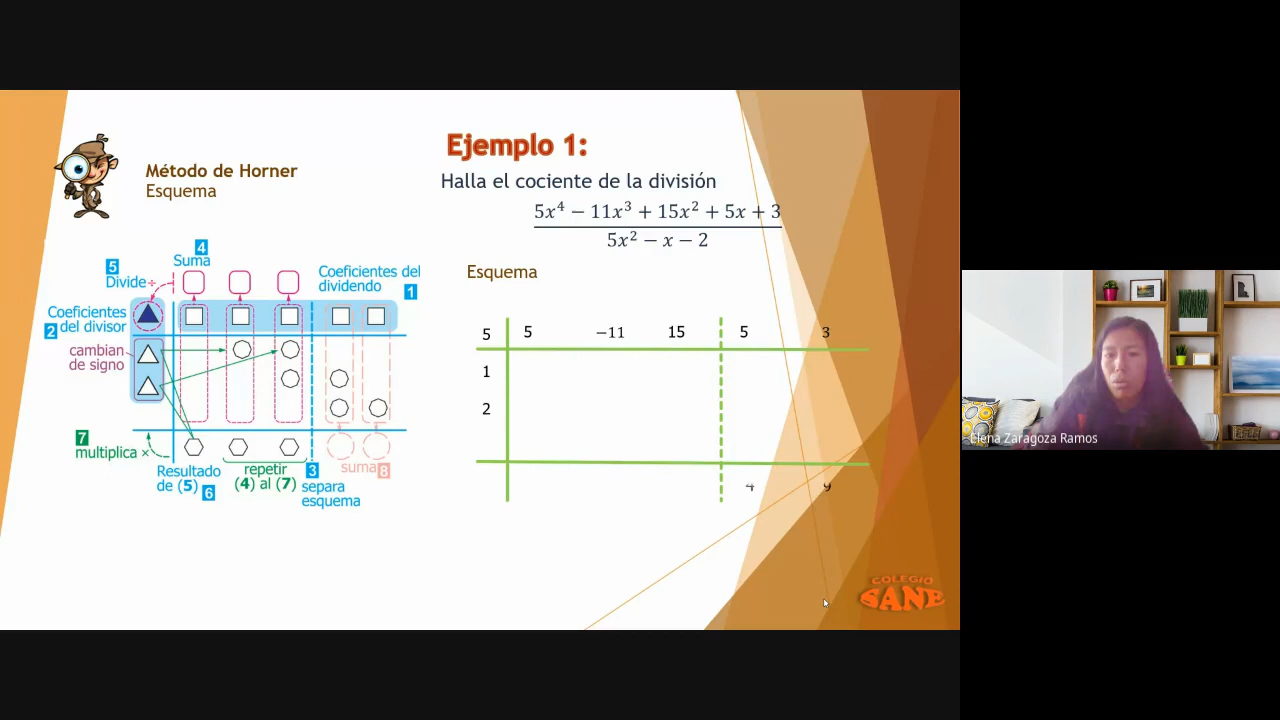 Método de Horner
Esquema
4
Suma
5
Divide ÷
Coeficientes del
dividendo
1
Coeficientes
2 del divisor
cambian
de signo
7
multiplica ×
Resultado
de (5) 6
repetir
(4) al (7)
3
separa
esquema
suma 8
Ejemplo 1:
Halla el cociente de la división
5x⁴ − 11x³ + 15x² + 5x + 3
5x² − x − 2
Esquema
5 5 −11 15 5 3
1
2
4 9
COLEGIO
SANE
Elena Zaragoza Ramos